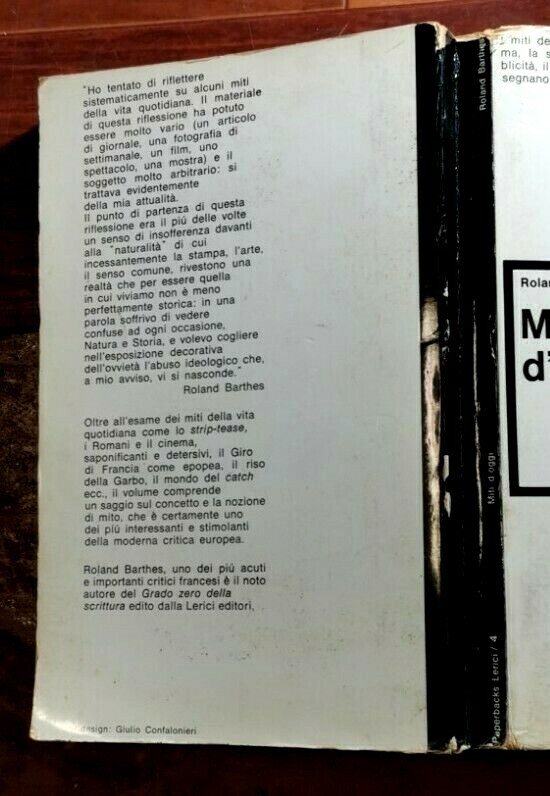 "Ho tentato di riflettere
sistematicamente su alcuni miti
della vita quotidiana. Il materiale
di questa riflessione ha potuto
essere molto vario (un articolo
di giornale, una fotografia di
settimanale, un film, uno
spettacolo, una mostra) e il
soggetto molto arbitrario: si
trattava evidentemente
della mia attualità.
Il punto di partenza di questa
riflessione era il più delle volte
un senso di insofferenza davanti
alla "naturalità" di cui
incessantemente la stampa, l'arte,
il senso comune, rivestono una
realtà che per essere quella
in cui viviamo non è meno
perfettamente storica: in una
parola soffrivo di vedere
confuse ad ogni occasione,
Natura e Storia, e volevo cogliere
nell'esposizione decorativa
dell'ovvietà l'abuso ideologico che,
a mio avviso, vi si nasconde."
Roland Barthes
Oltre all'esame dei miti della vita
quotidiana come lo strip-tease,
i Romani e il cinema,
saponificanti e detersivi, il Giro
di Francia come epopea, il riso
della Garbo, il mondo del catch
ecc., il volume comprende
un saggio sul concetto e la nozione
di mito, che è certamente uno
dei più interessanti e stimolanti
della moderna critica europea.
Roland Barthes, uno dei più acuti
e importanti critici francesi è il noto
autore del Grado zero della
scrittura edito dalla Lerici editori.
design: Giulio Confalonieri
Roland Barthes
Miti d'oggi
Paperbacks Lerici / 4
I miti de
ma, la s
blicità, il
segnano
Rolan
M
d'